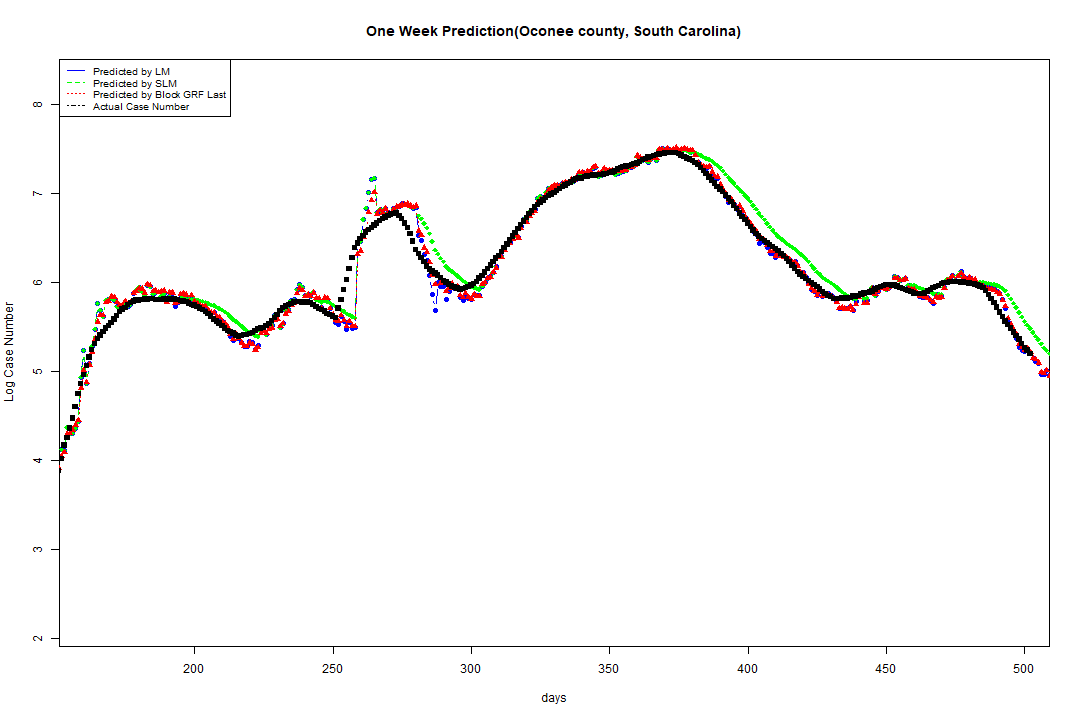 One Week Prediction(Oconee county, South Carolina)
Predicted by LM
Predicted by SLM
Predicted by Block GRF Last
Actual Case Number
8
7
6
5
4
3
2
Log Case Number
200 250 300 350 400 450 500
days